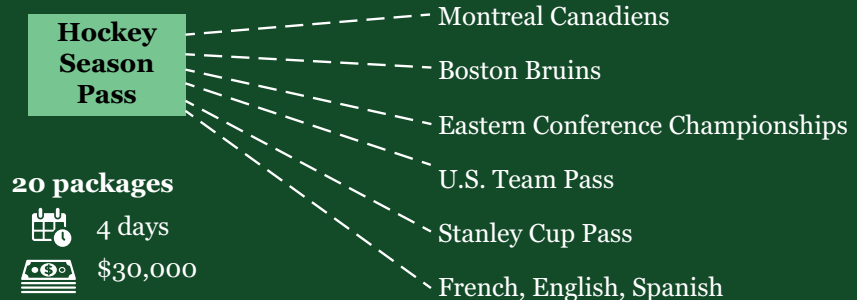 Hockey
Season
Pass
Montreal Canadiens
Boston Bruins
Eastern Conference Championships
U.S. Team Pass
Stanley Cup Pass
French, English, Spanish
20 packages
4 days
$30,000